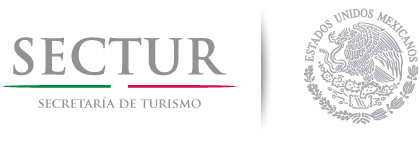 SECTUR
SECRETARÍA DE TURISMO
ESTADOS UNIDOS MEXICANOS